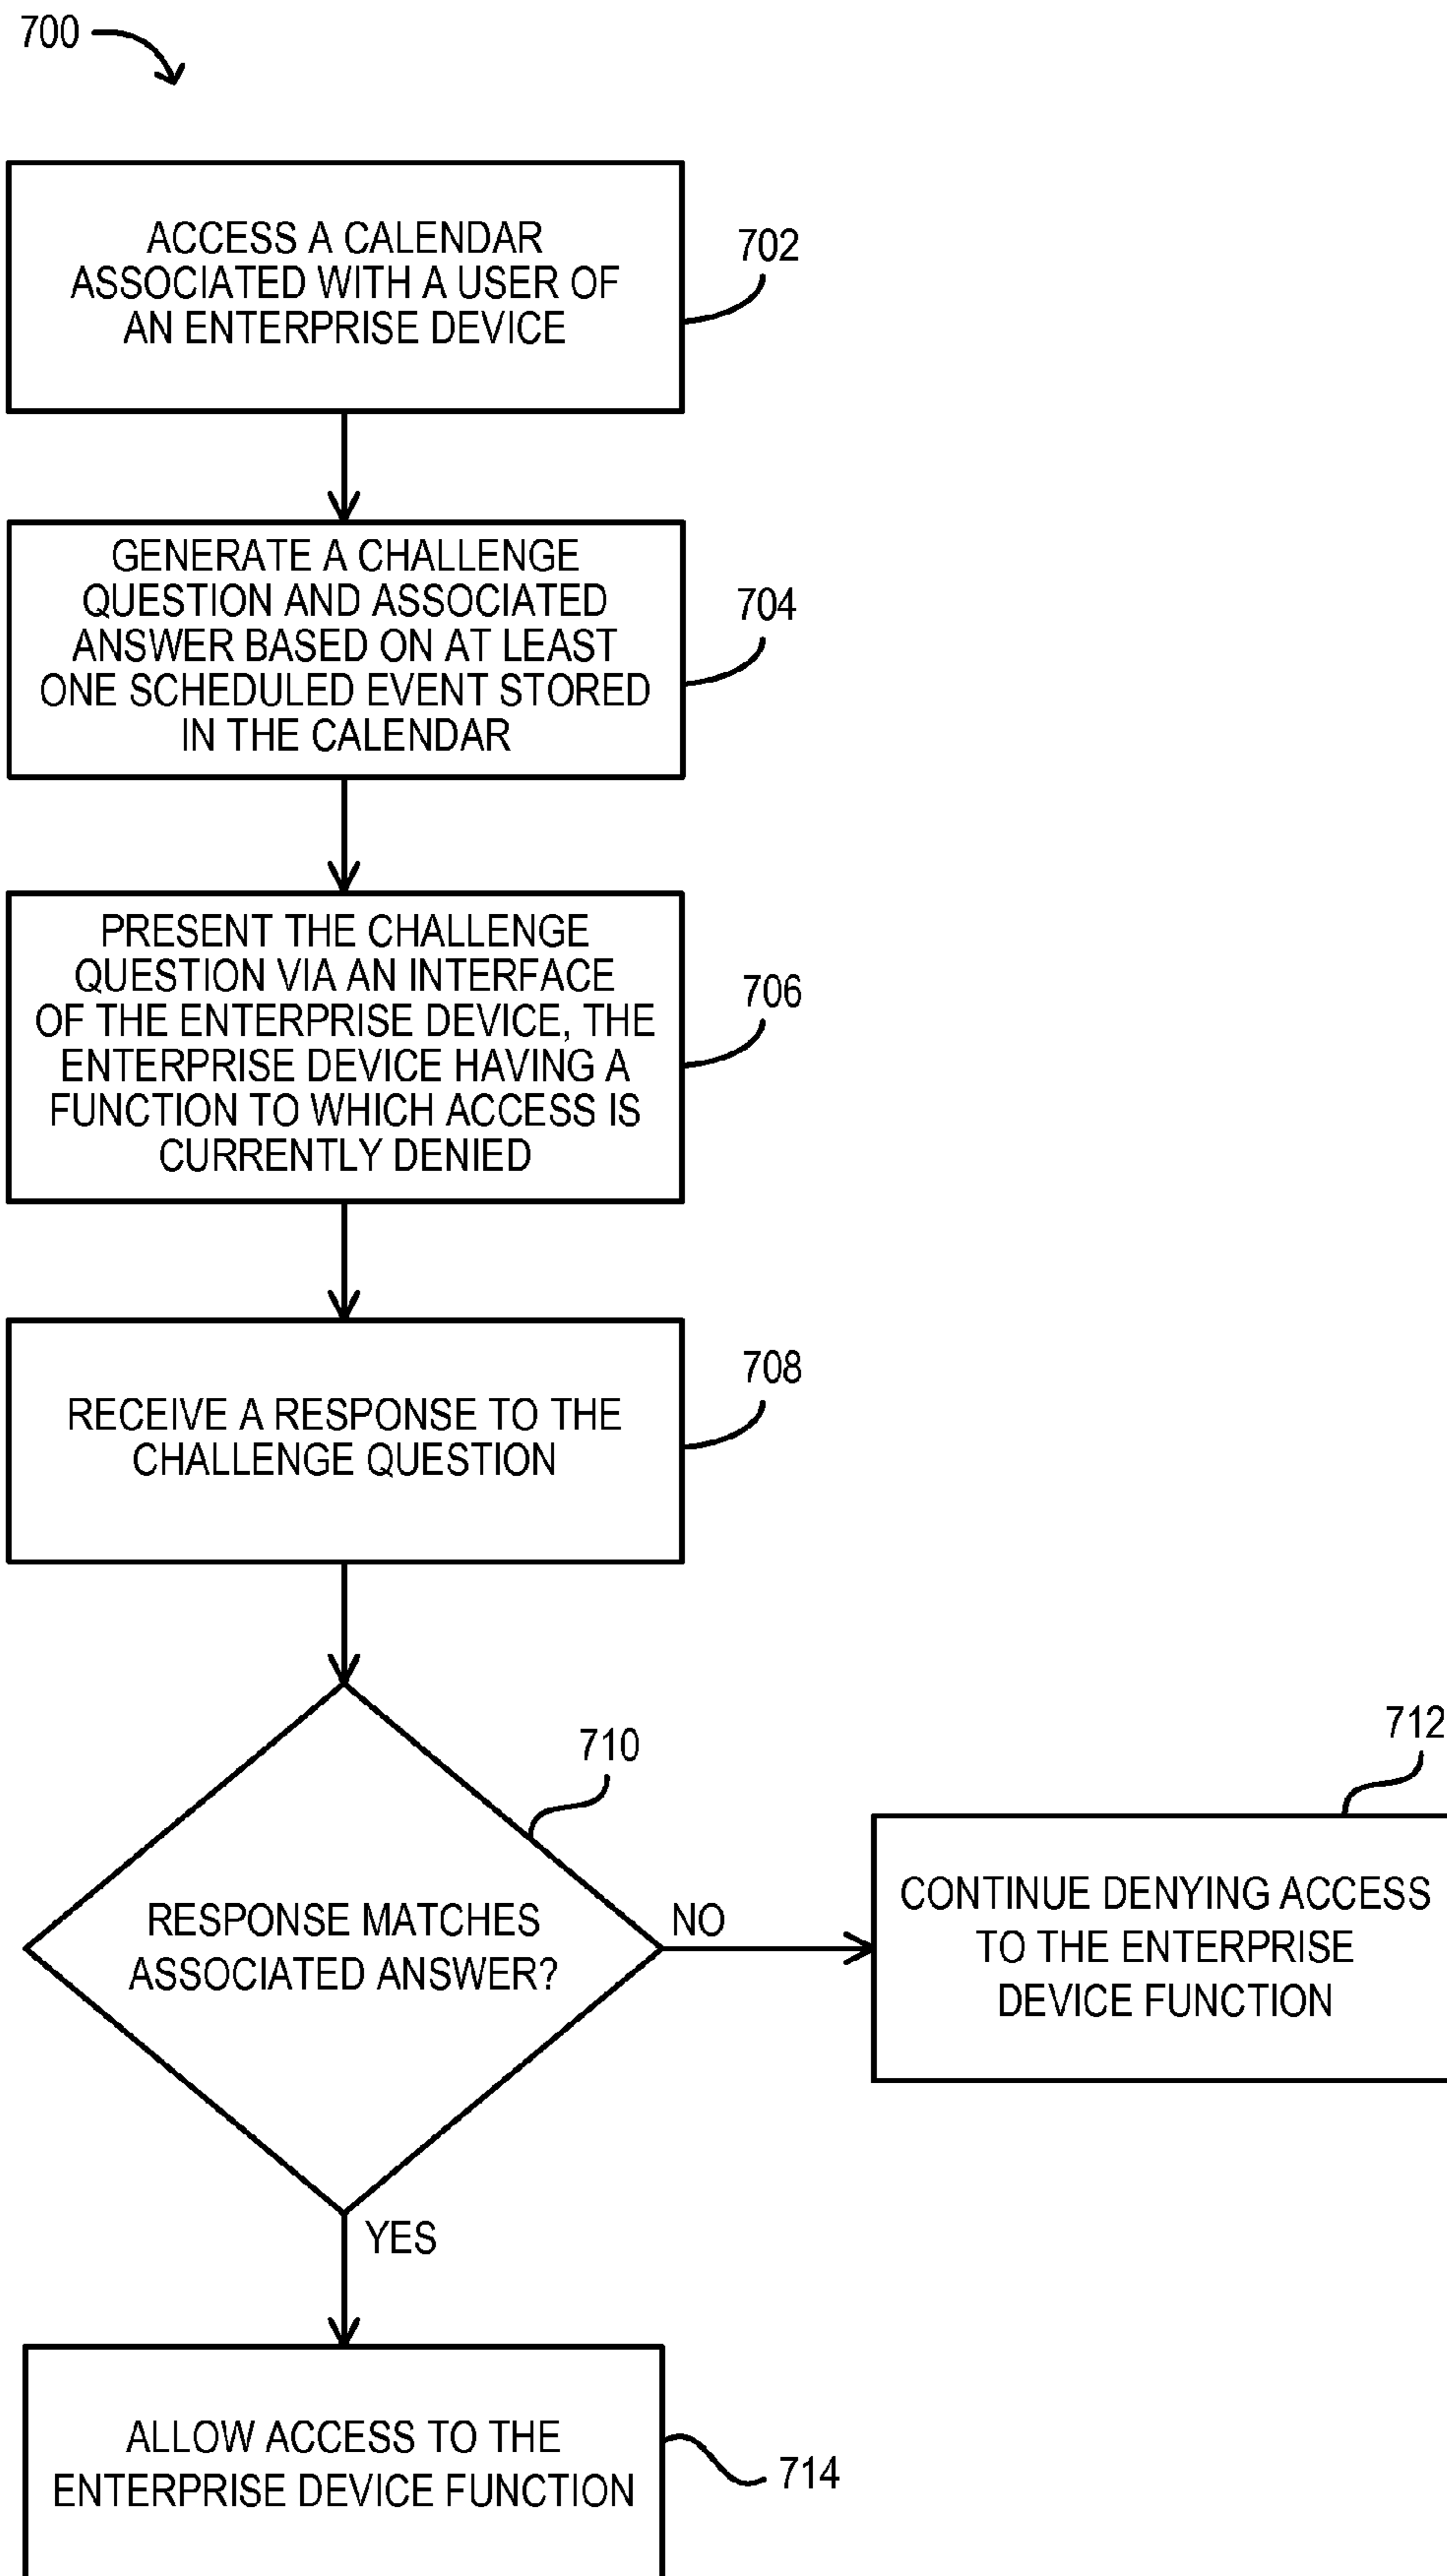 700
ACCESS A CALENDAR
ASSOCIATED WITH A USER OF
AN ENTERPRISE DEVICE
702
GENERATE A CHALLENGE
QUESTION AND ASSOCIATED
ANSWER BASED ON AT LEAST
ONE SCHEDULED EVENT STORED
IN THE CALENDAR
704
PRESENT THE CHALLENGE
QUESTION VIA AN INTERFACE
OF THE ENTERPRISE DEVICE, THE
ENTERPRISE DEVICE HAVING A
FUNCTION TO WHICH ACCESS IS
CURRENTLY DENIED
706
RECEIVE A RESPONSE TO THE
CHALLENGE QUESTION
708
RESPONSE MATCHES
ASSOCIATED ANSWER?
710
NO
712
CONTINUE DENYING ACCESS
TO THE ENTERPRISE
DEVICE FUNCTION
YES
ALLOW ACCESS TO THE
ENTERPRISE DEVICE FUNCTION
714